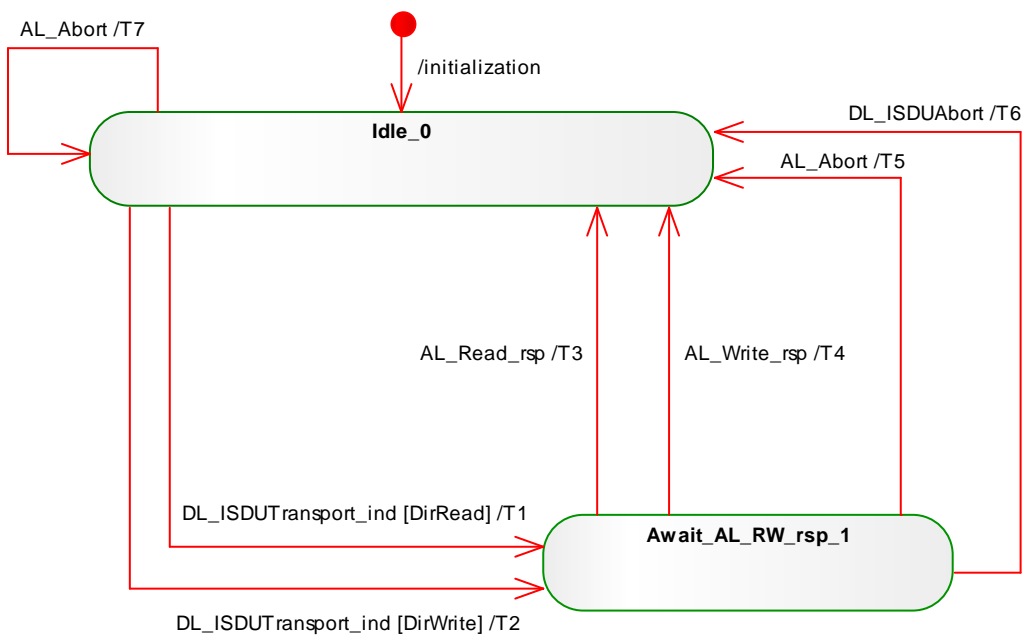 AL_Abort /T7
/initialization
Idle_0
DL_ISDUAbort /T6
AL_Abort /T5
AL_Read_rsp /T3
AL_Write_rsp /T4
DL_ISDUTransport_ind [DirRead] /T1
Await_AL_RW_rsp_1
DL_ISDUTransport_ind [DirWrite] /T2